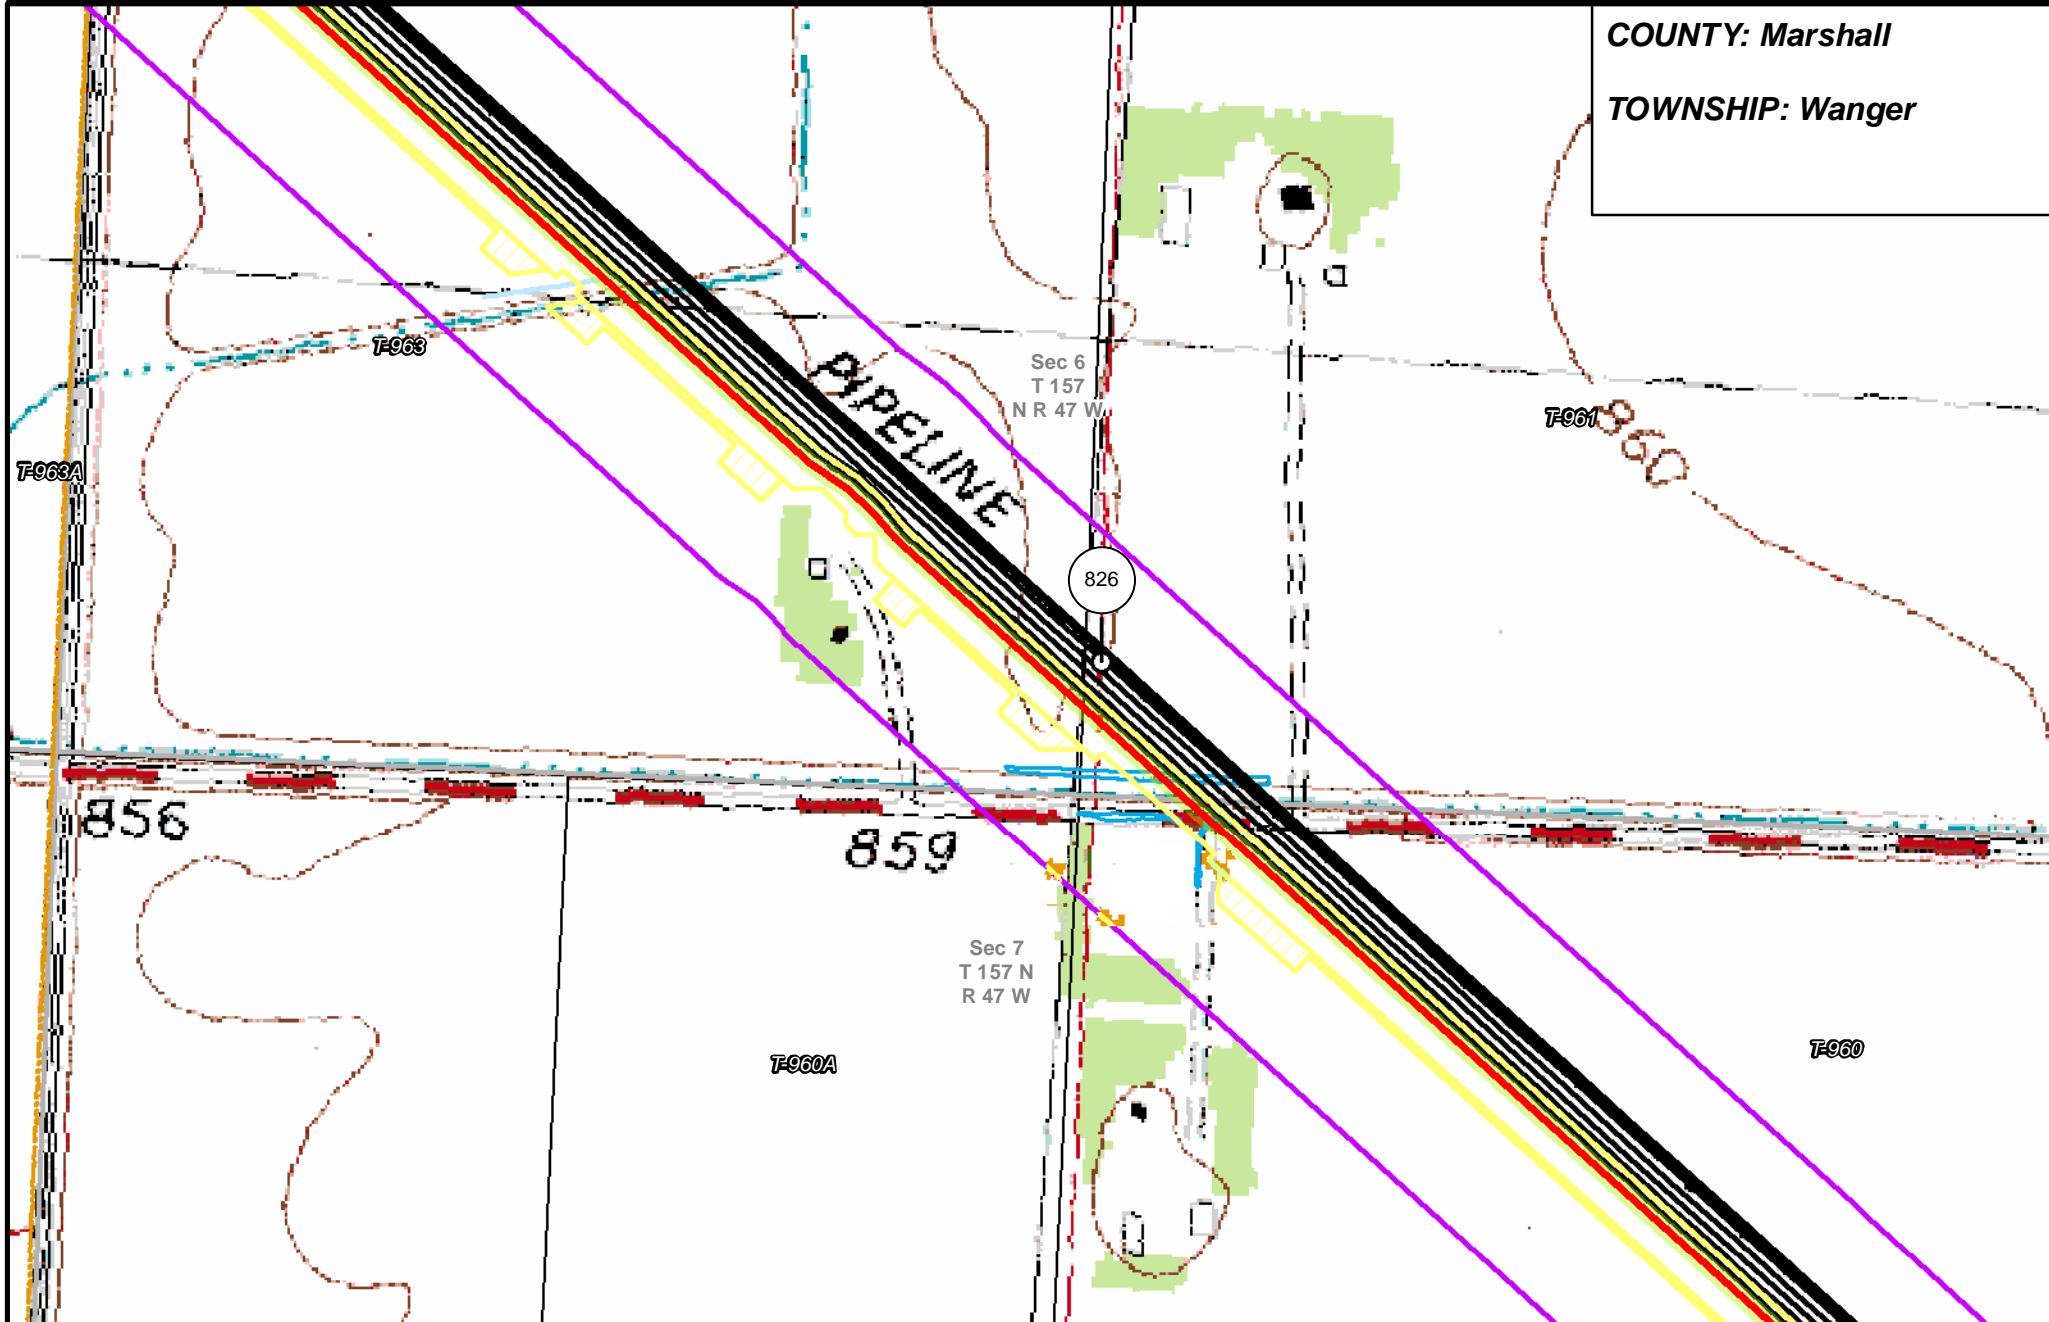 COUNTY: Marshall
TOWNSHIP: Wanger
T-963
PIPELINE
Sec 6
T 157
N R 47 W
T-961
860
T-963A
826
856
859
Sec 7
T 157 N
R 47 W
T-960A
T-960